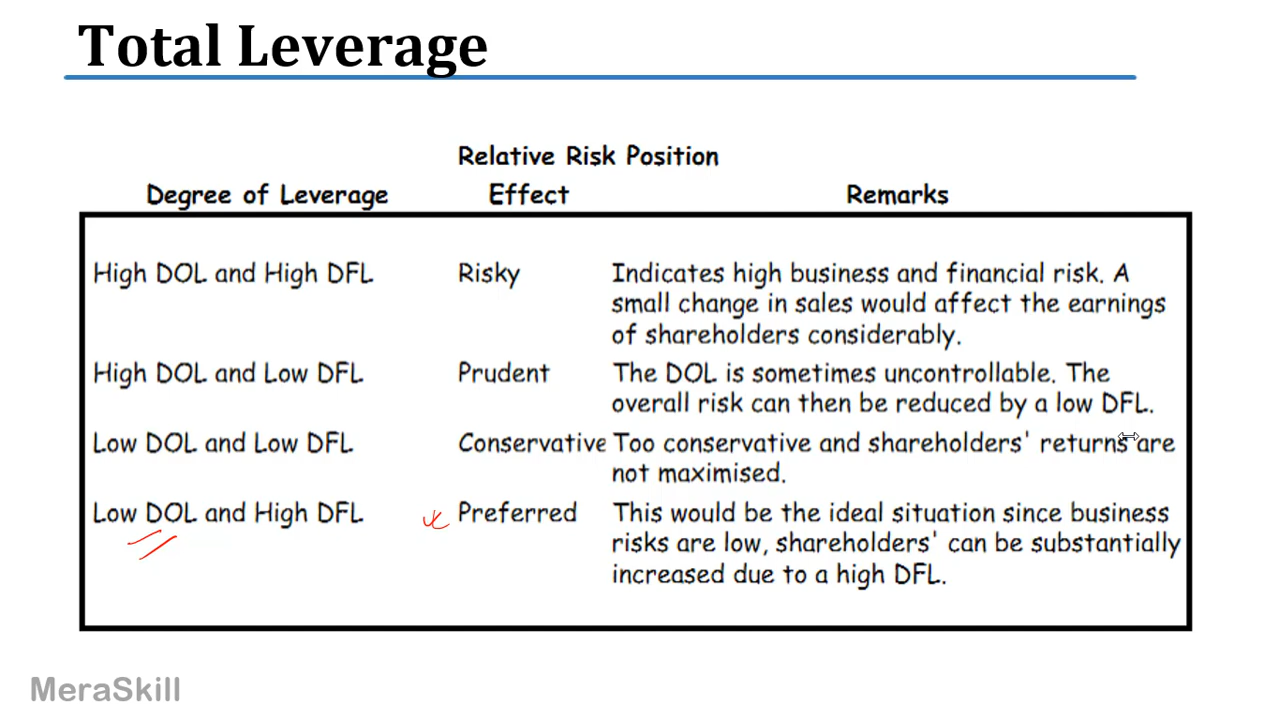 Total Leverage
Relative Risk Position
Degree of Leverage Effect Remarks
High DOL and High DFL Risky Indicates high business and financial risk. A
small change in sales would affect the earnings
of shareholders considerably.
High DOL and Low DFL Prudent The DOL is sometimes uncontrollable. The
overall risk can then be reduced by a low DFL.
Low DOL and Low DFL Conservative Too conservative and shareholders' returns are
not maximised.
Low DOL and High DFL Preferred This would be the ideal situation since business
risks are low, shareholders' can be substantially
increased due to a high DFL.
MeraSkill